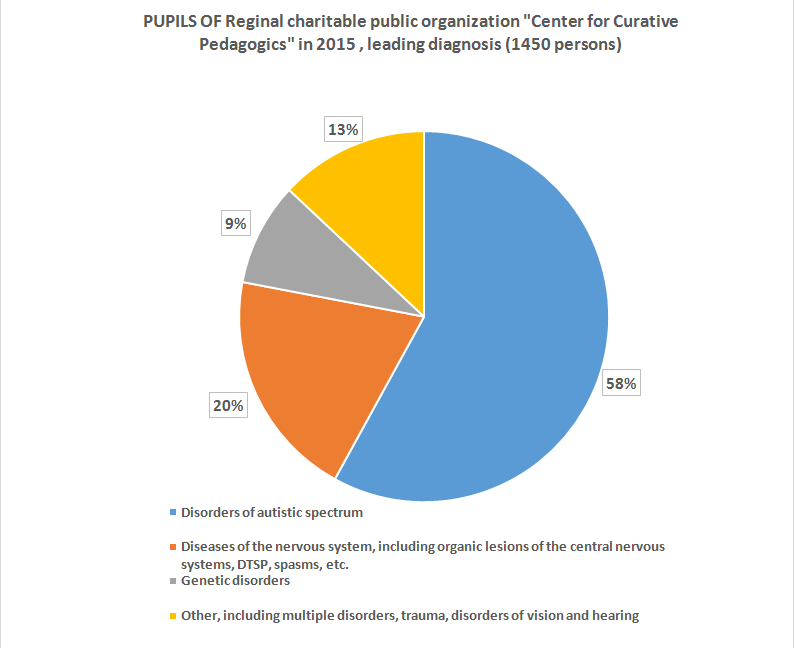 PUPILS OF Reginal charitable public organization "Center for Curative
Pedagogics" in 2015 , leading diagnosis (1450 persons)
13%
9%
58%
20%
Disorders of autistic spectrum
Diseases of the nervous system, including organic lesions of the central nervous
systems, DTSP, spasms, etc.
Genetic disorders
Other, including multiple disorders, trauma, disorders of vision and hearing